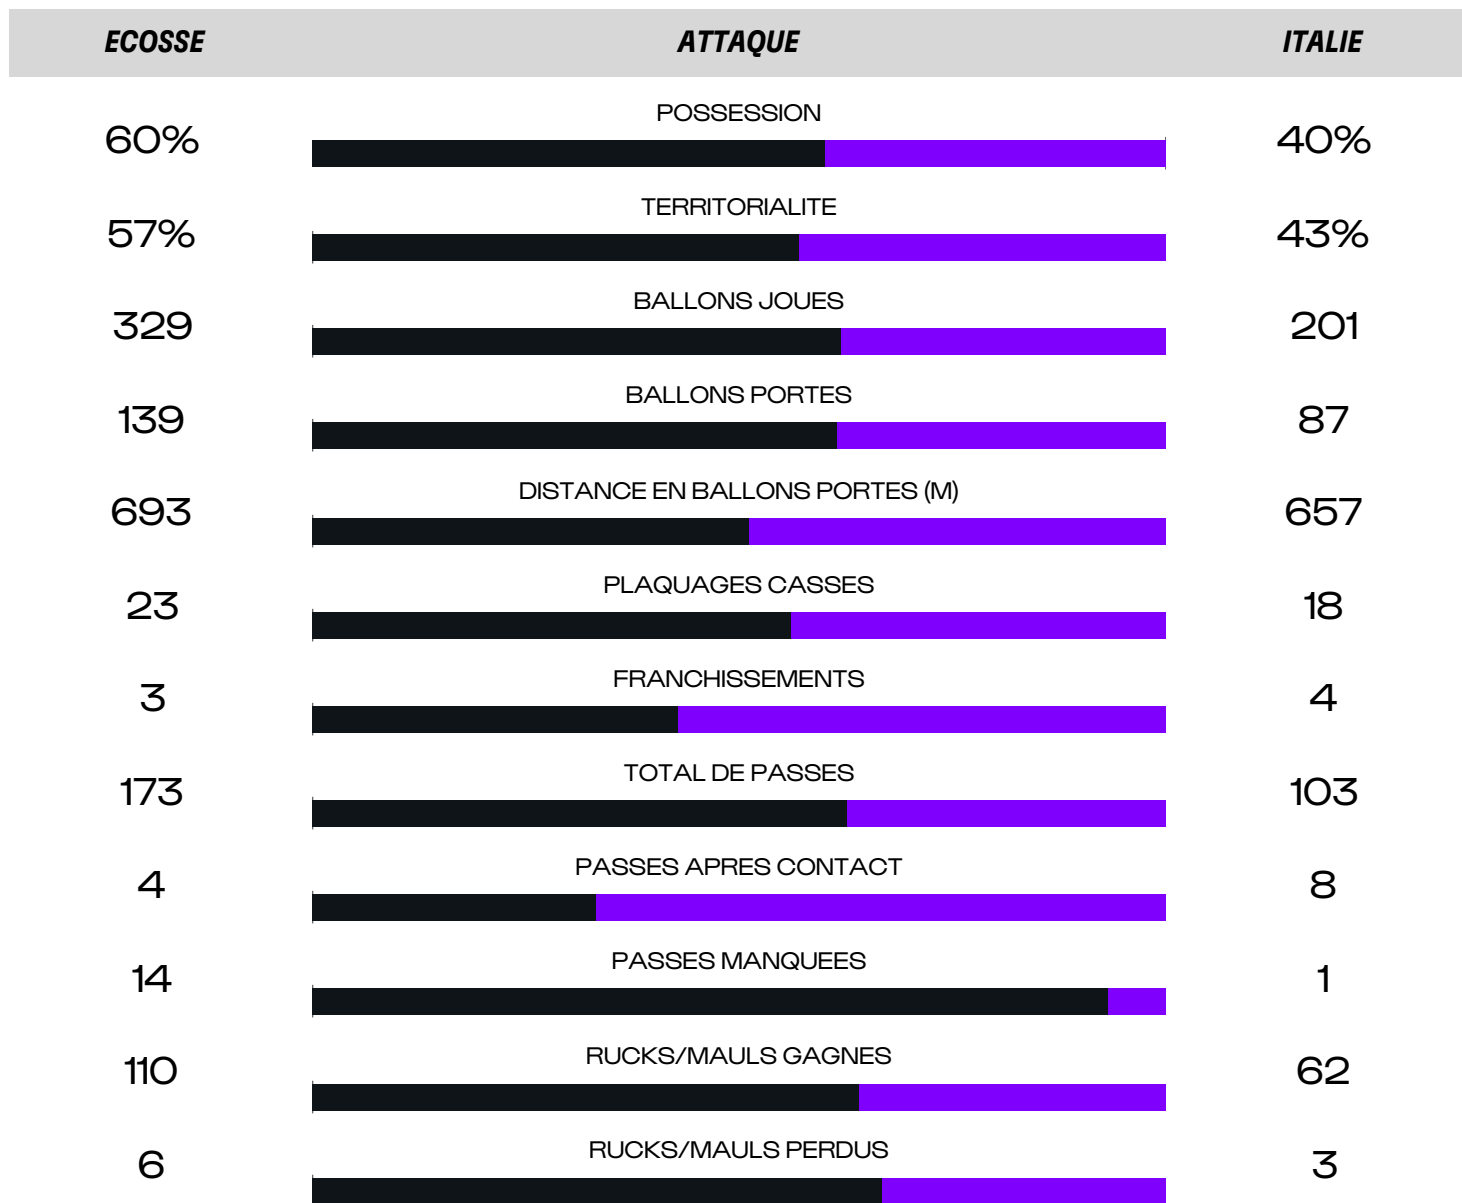 ECOSSE ATTAQUE ITALIE
POSSESSION
60% 40%
TERRITORIALITE
57% 43%
BALLONS JOUES
329 201
BALLONS PORTES
139 87
DISTANCE EN BALLONS PORTES (M)
693 657
PLAQUAGES CASSES
23 18
FRANCHISSEMENTS
3 4
TOTAL DE PASSES
173 103
PASSES APRES CONTACT
4 8
PASSES MANQUEES
14 1
RUCKS/MAULS GAGNES
110 62
RUCKS/MAULS PERDUS
6 3